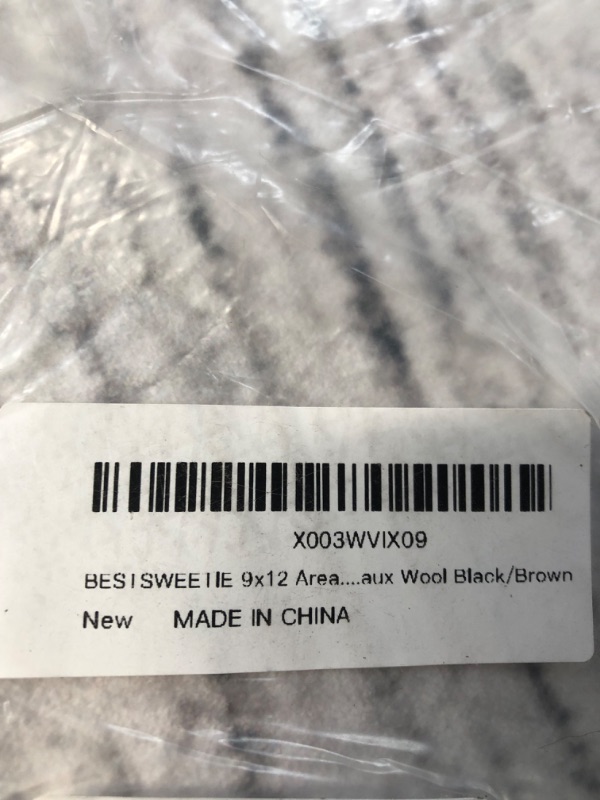 X003WVIX09
BESTSWEETIE 9x12 Area....aux Wool Black/Brown
New MADE IN CHINA